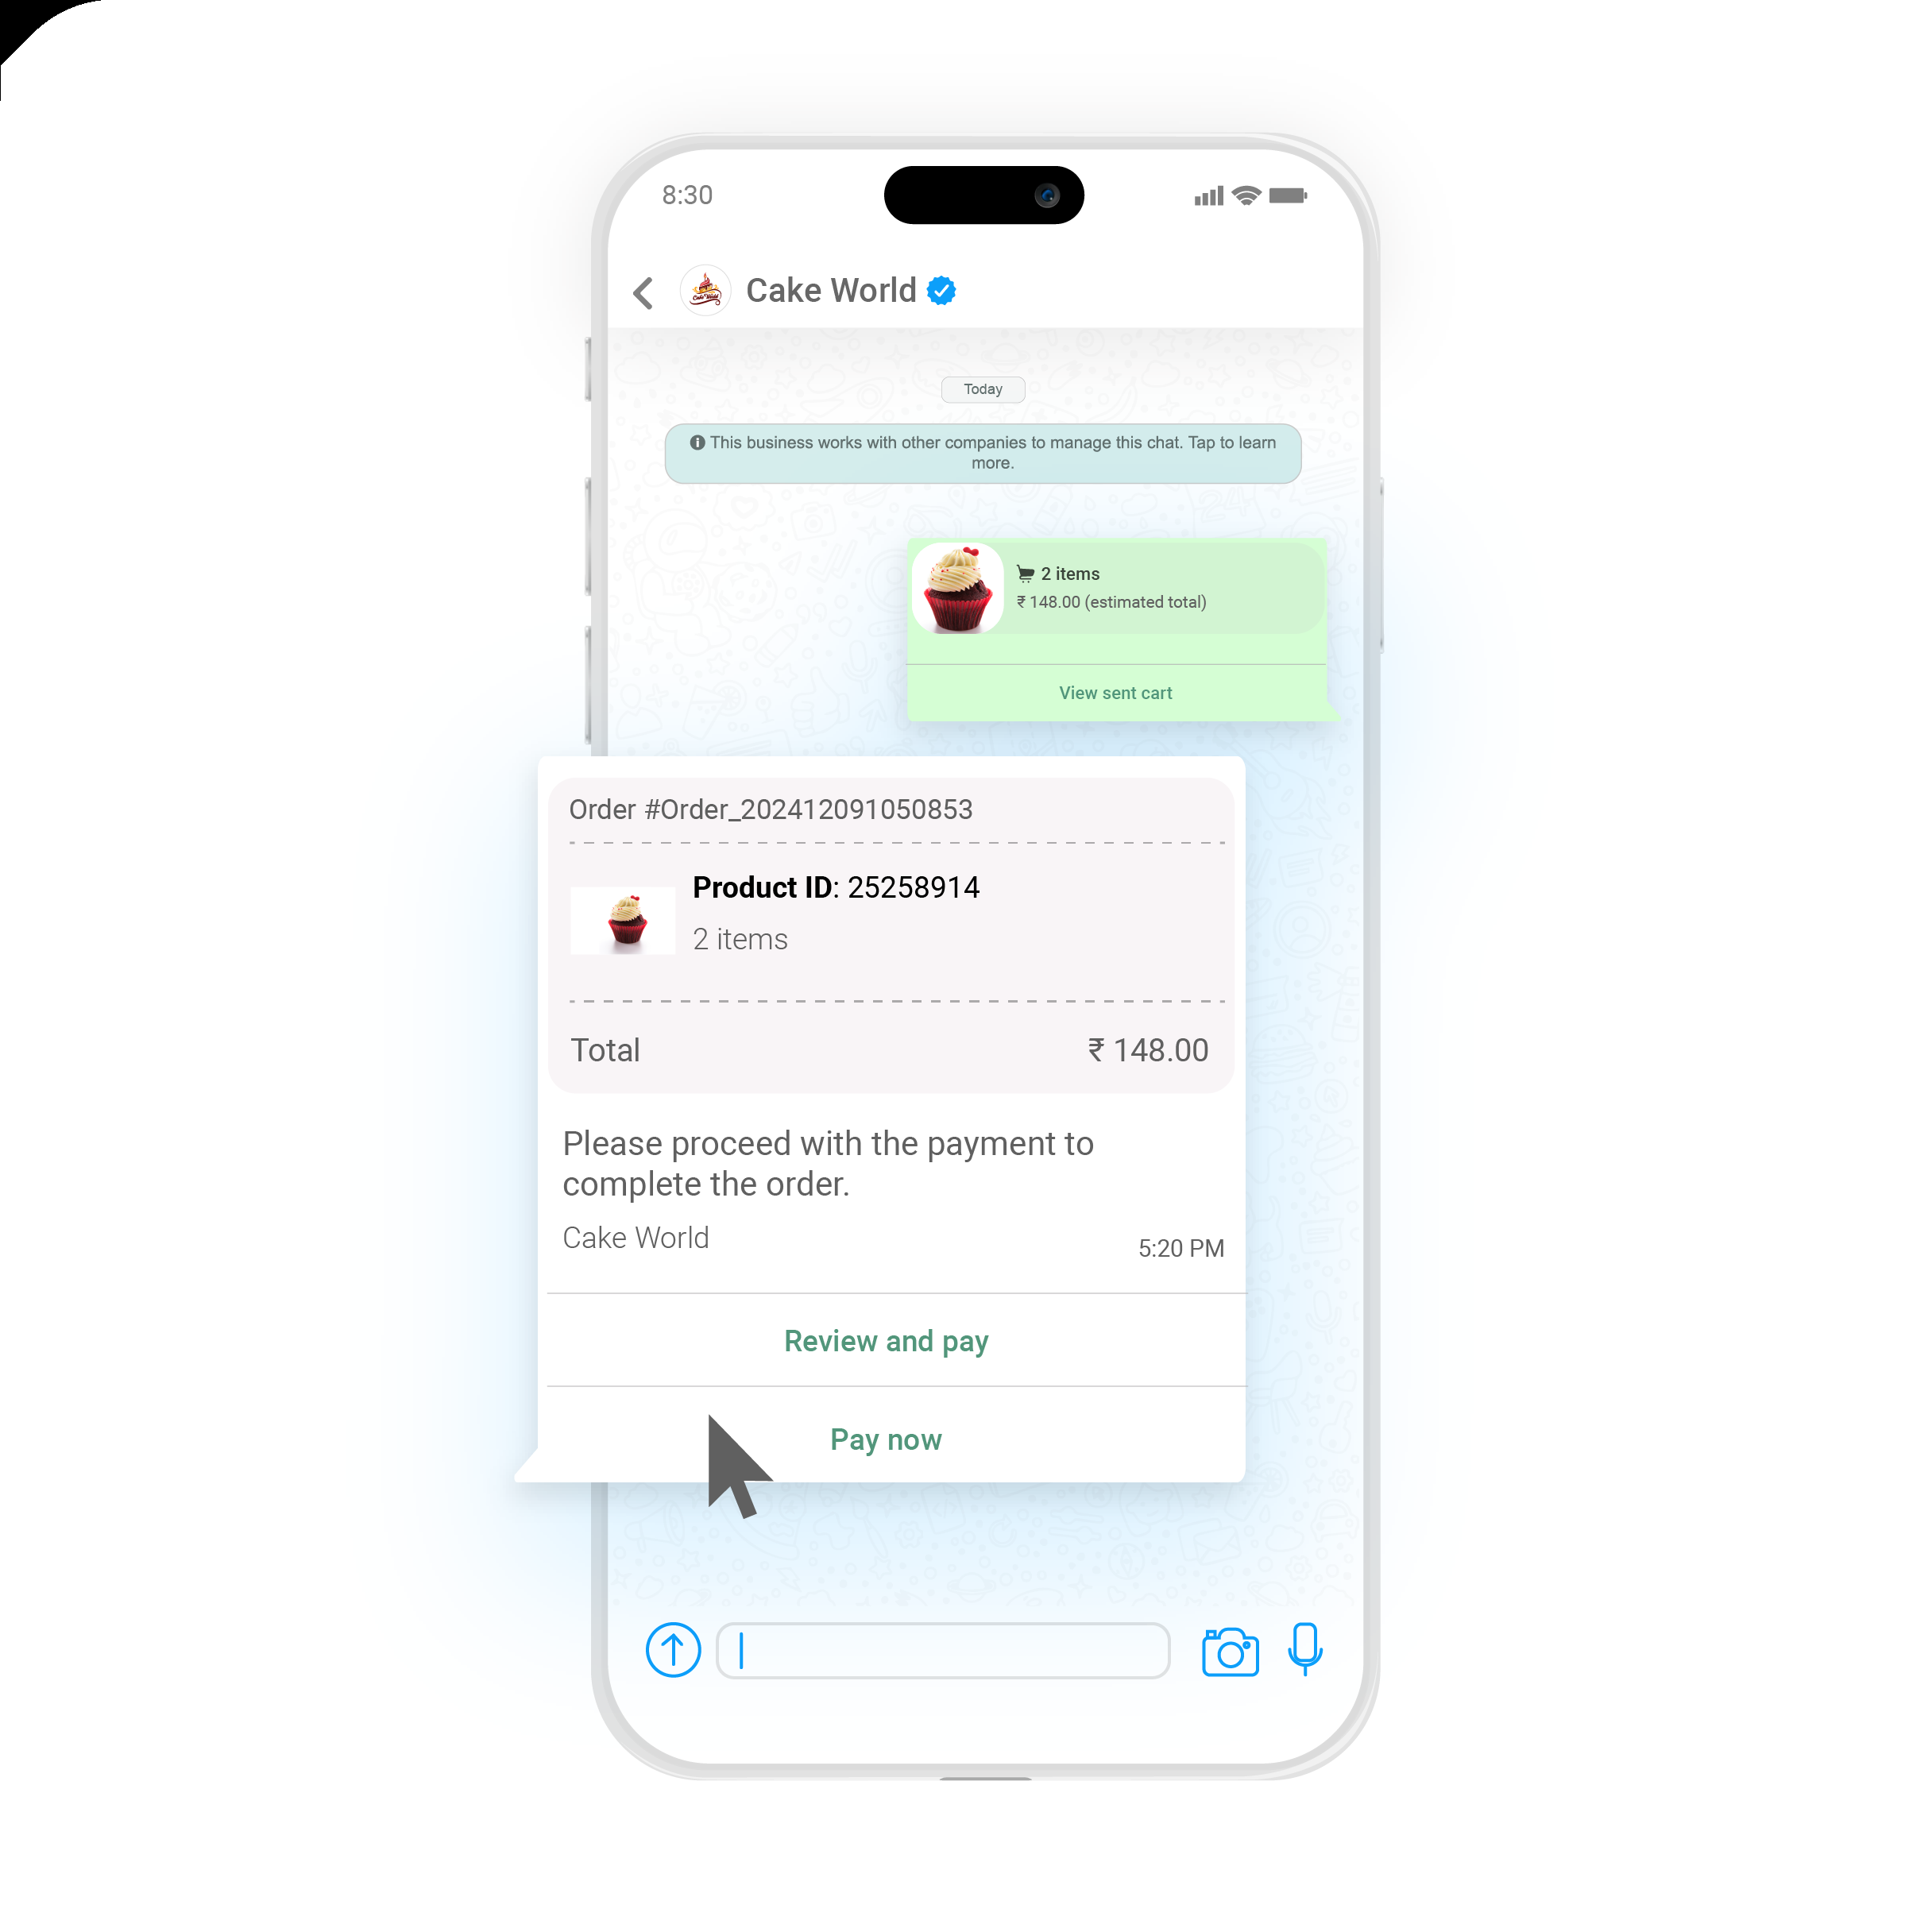 8:30
Cake World
Cake World
Today
This business works with other companies to manage this chat. Tap to learn
more.
2 items
₹ 148.00 (estimated total)
View sent cart
Order #Order_202412091050853
Product ID: 25258914
2 items
Total ₹ 148.00
Please proceed with the payment to
complete the order.
Cake World
5:20 PM
Review and pay
Pay now